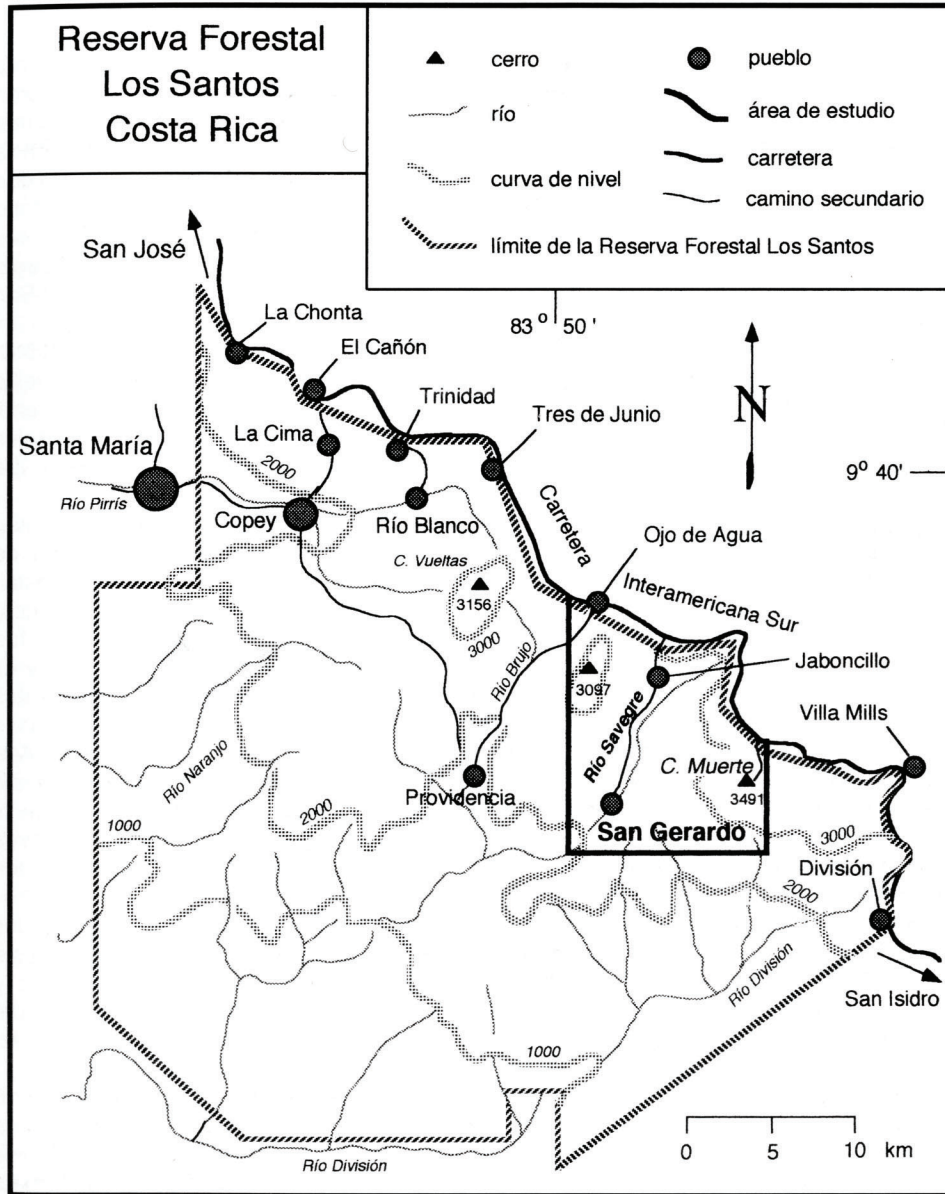 Reserva Forestal
Los Santos
Costa Rica
cerro
pueblo
río
área de estudio
curva de nivel
carretera
camino secundario
límite de la Reserva Forestal Los Santos
San José
83 º 50 '
La Chonta
El Cañón
N
Trinidad
Tres de Junio
La Cima
Santa María
2000
9º 40'
Río Pirrís
Copey
Río Blanco
Carretera
Ojo de Agua
C. Vueltas
3156
Interamericana Sur
3000
Río Brujo
3097
Jaboncillo
Villa Mills
Río Savegre
Río Naranjo
C. Muerte
3491
Providencia
2000
1000
San Gerardo
3000
División
2000
Río División
San Isidro
1000
0 5 10 km
Río División